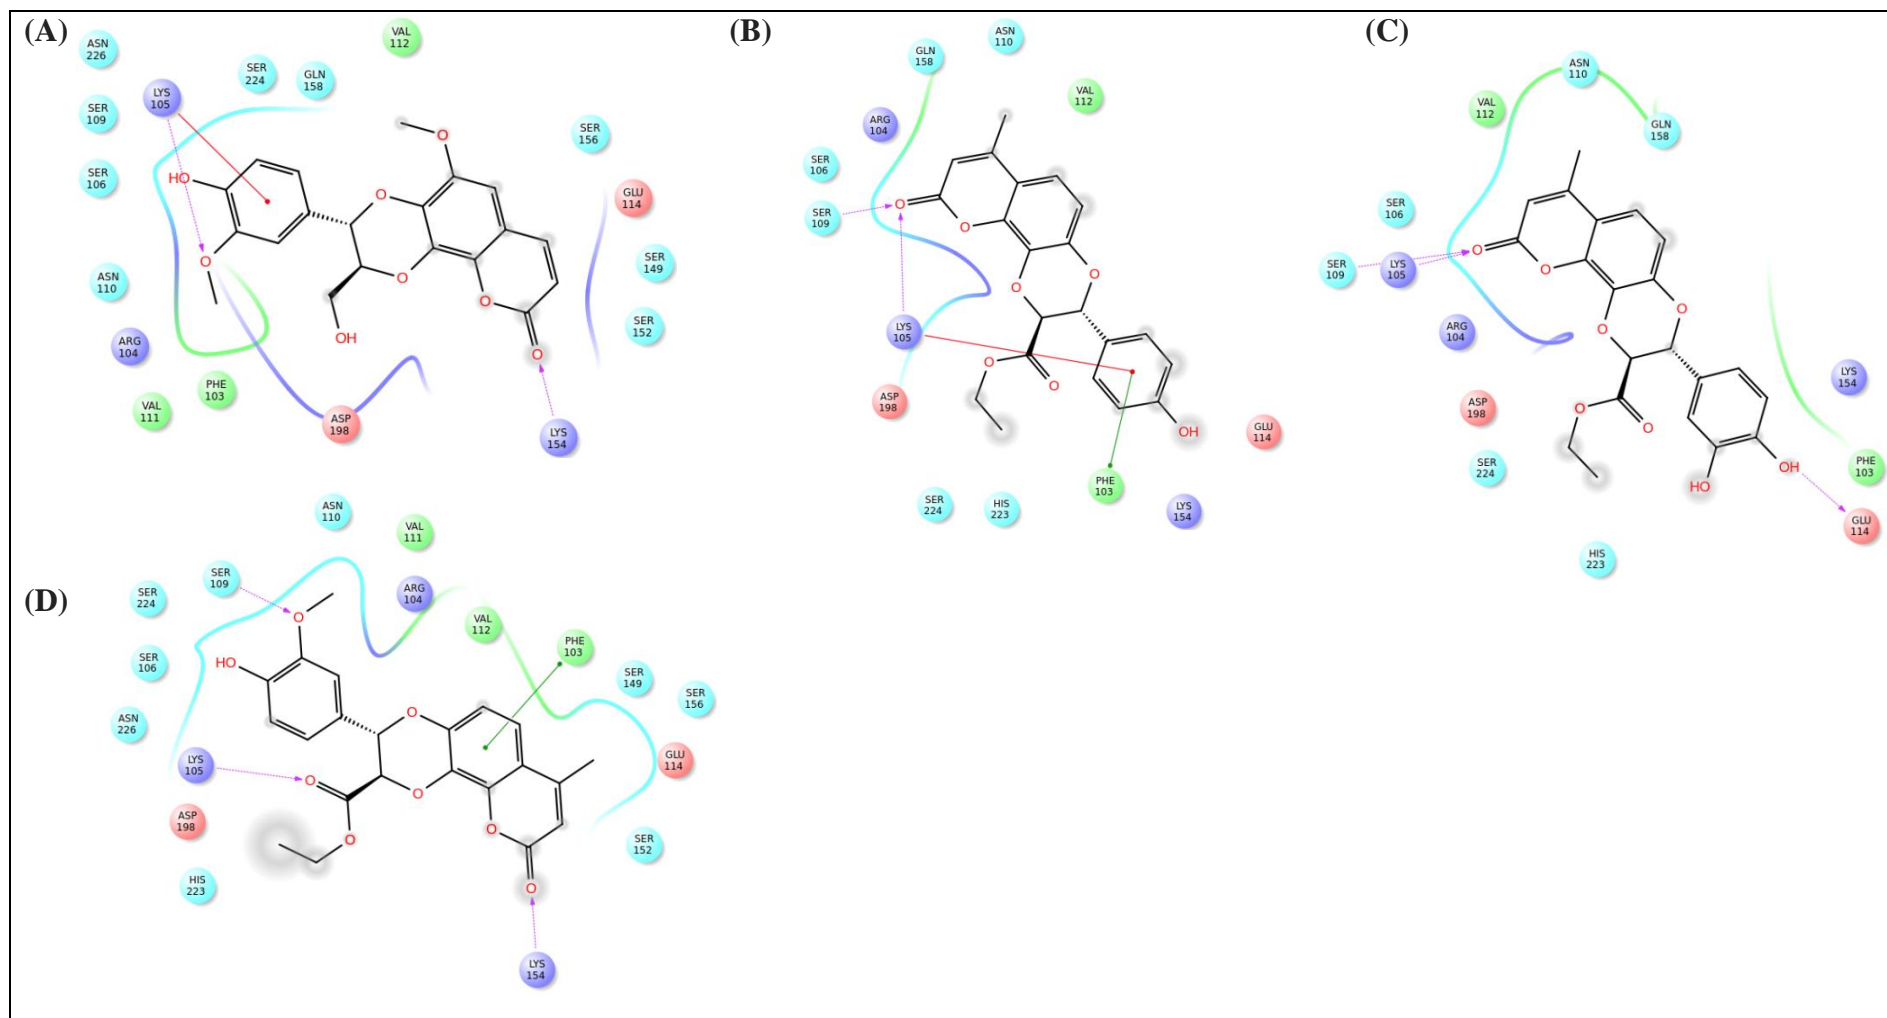 (A)
ASN
226
LYS
105
SER
224
GLN
158
VAL
112
SER
109
SER
106
SER
156
GLU
114
HO
O
O
O
O
O
O
OH
O
ASN
110
ARG
104
SER
149
SER
152
VAL
111
PHE
103
ASP
198
LYS
154
(B)
GLN
158
ASN
110
VAL
112
ARG
104
SER
106
SER
109
O
O
O
O
LYS
105
O
O
ASP
198
OH
GLU
114
PHE
103
SER
224
HIS
223
LYS
154
(C)
ASN
110
VAL
112
GLN
158
SER
106
SER
109
LYS
105
O
O
O
O
ARG
104
LYS
154
ASP
198
O
O
SER
224
HO
OH
PHE
103
GLU
114
HIS
223
(D)
ASN
110
VAL
111
SER
109
SER
224
ARG
104
VAL
112
PHE
103
O
HO
SER
106
SER
149
SER
156
ASN
226
O
LYS
105
O
O
GLU
114
ASP
198
O
O
O
SER
152
HIS
223
LYS
154